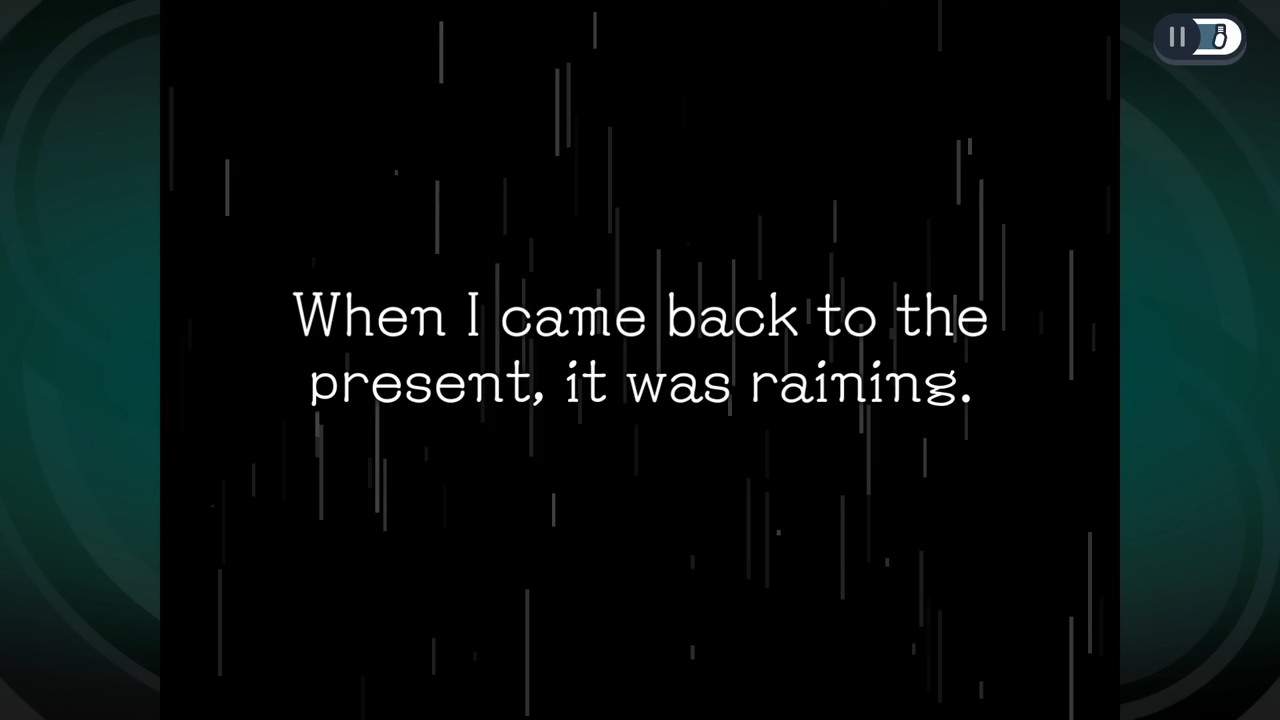 When I came back to the
present, it was raining.